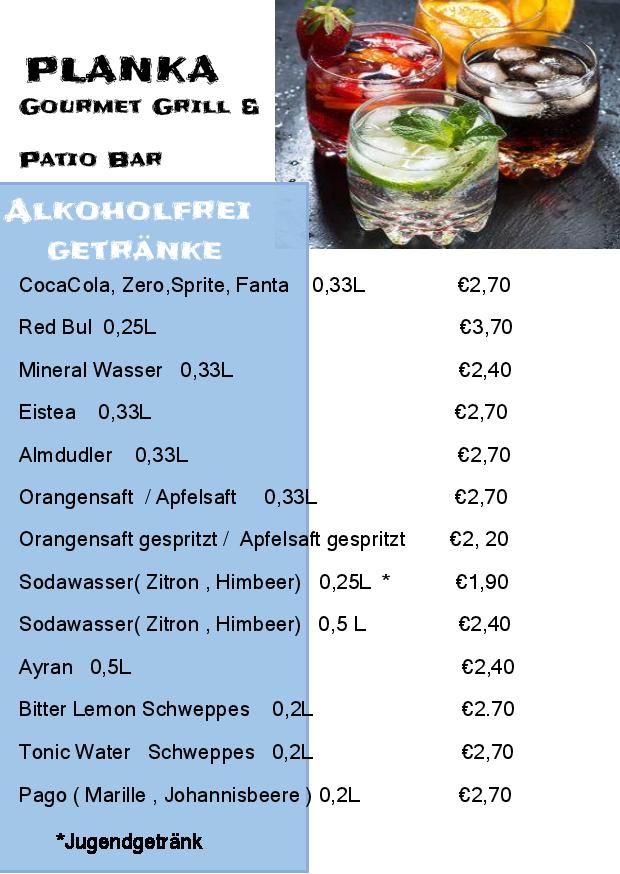 PLANKA
GOURMET GRILL &
PATIO BAR
ALKOHOLFREI
GETRÄNKE
CocaCola, Zero,Sprite, Fanta 0,33L €2,70
Red Bul 0,25L €3,70
Mineral Wasser 0,33L €2,40
Eistea 0,33L €2,70
Almdudler 0,33L €2,70
Orangensaft / Apfelsaft 0,33L €2,70
Orangensaft gespritzt / Apfelsaft gespritzt €2, 20
Sodawasser( Zitron , Himbeer) 0,25L * €1,90
Sodawasser( Zitron , Himbeer) 0,5 L €2,40
Ayran 0,5L €2,40
Bitter Lemon Schweppes 0,2L €2.70
Tonic Water Schweppes 0,2L €2,70
Pago ( Marille , Johannisbeere ) 0,2L €2,70
*Jugendgetränk